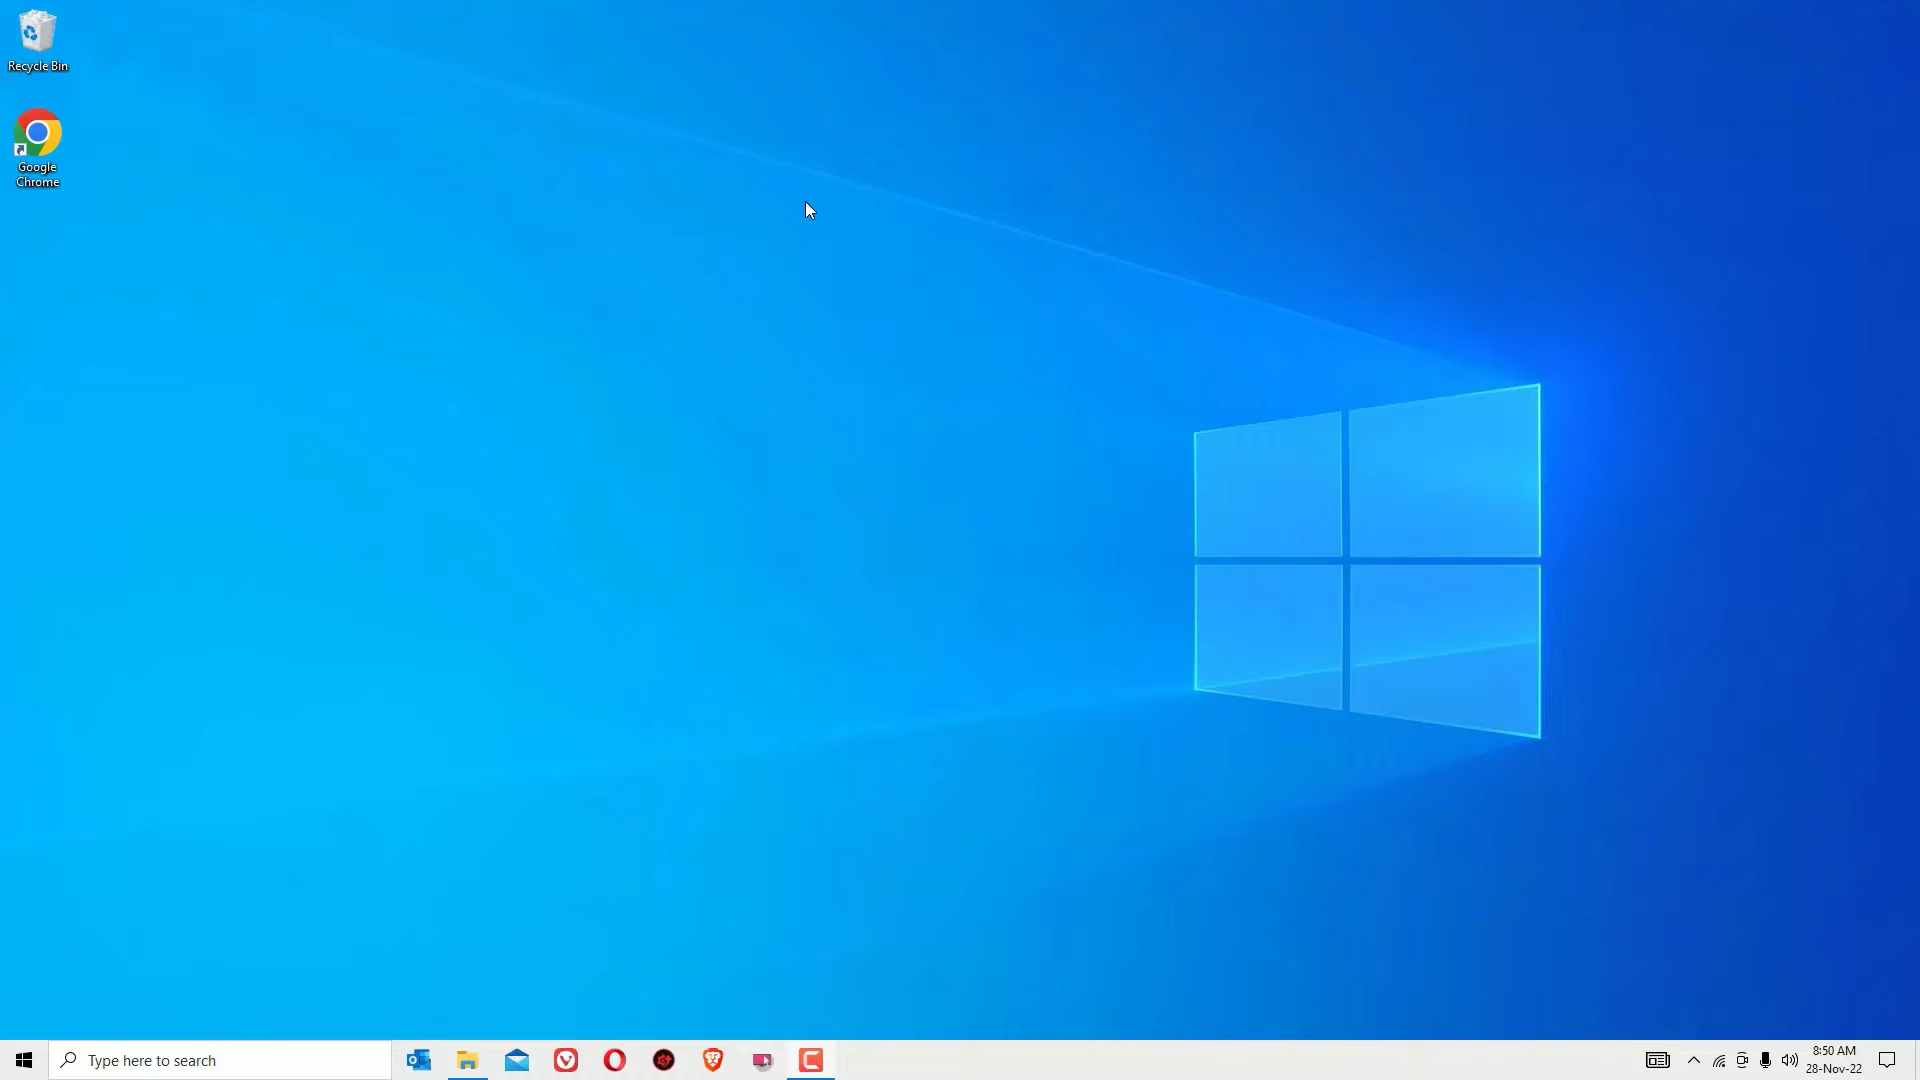 Recycle Bin
Google
Chrome
Type here to search
8:50 AM
28-Nov-22